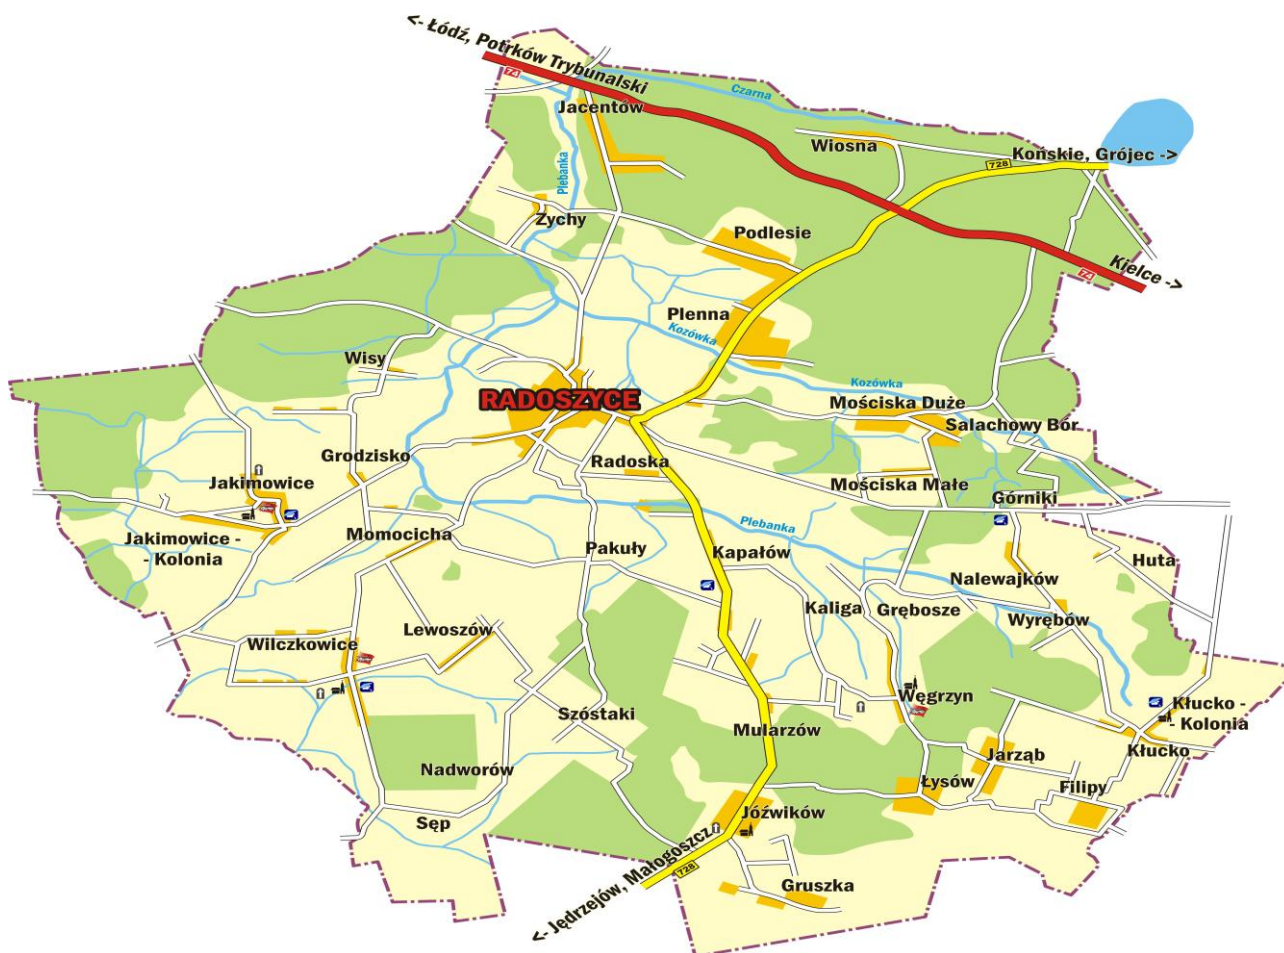 <- Łódź, Potrków Trybunalski
74
Czarna
Jacentów
Wiosna
728
Końskie, Grójec ->
Plebanka
Zychy
Podlesie
74
Kielce ->
Plenna
Kozówka
Wisy
Kozówka
RADOSZYCE
Mościska Duże
Salachowy Bór
Grodzisko
Radoska
Jakimowice
Mościska Małe
Górniki
Plebanka
Jakimowice -
- Kolonia
Momocicha
Pakuły
Kapałów
Huta
Nalewajków
Kaliga
Grębosze
Wyrębów
Lewoszów
Wilczkowice
Węgrzyn
Kłucko -
- Kolonia
Szóstaki
Mularzów
Kłucko
Jarząb
Nadworów
Łysów
Filipy
Sęp
Jóźwików
728
Gruszka
<- Jędrzejów, Małogoszcz